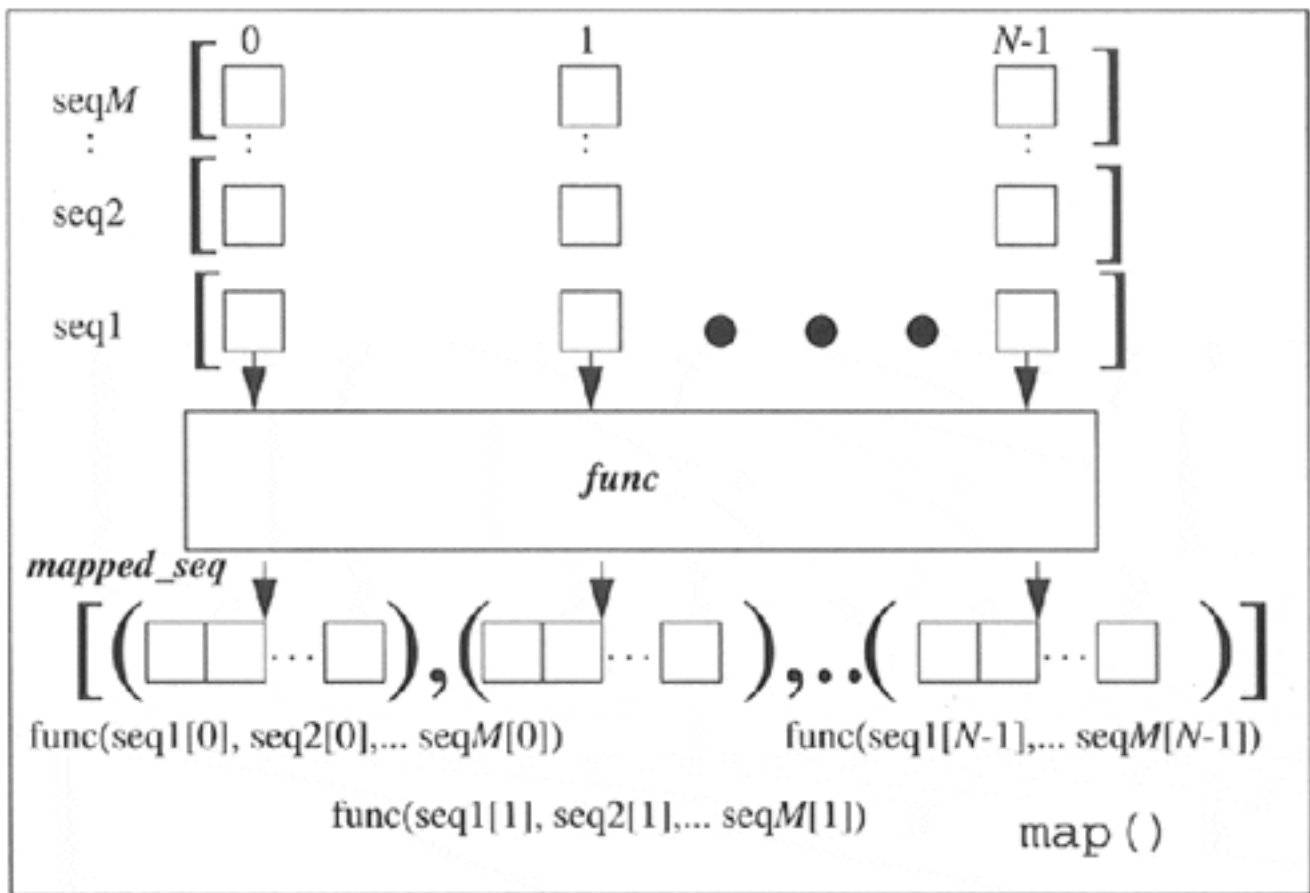 0 1 N-1
seqM [ ]
⋮ ⋮ ⋮ ⋮
seq2 [ ]
seq1 [ • • • ]
func
mapped_seq
[( ... ),( ... ),..( ... )]
func(seq1[0], seq2[0],... seqM[0]) func(seq1[N-1],... seqM[N-1])
func(seq1[1], seq2[1],... seqM[1])
map()